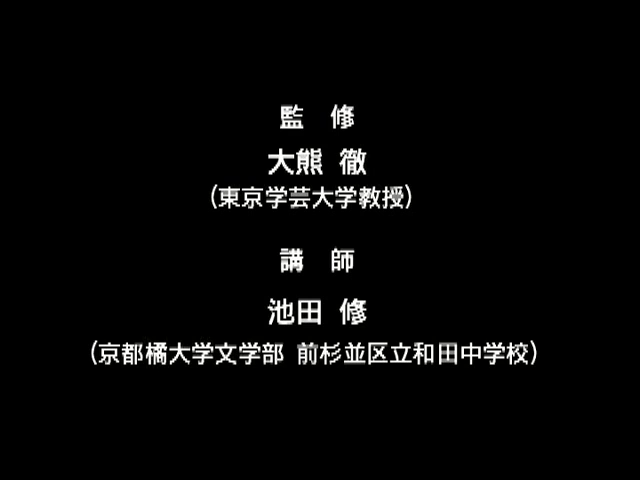 監 修
大熊 徹
(東京学芸大学教授)
講 師
池田 修
(京都橘大学文学部 前杉並区立和田中学校)